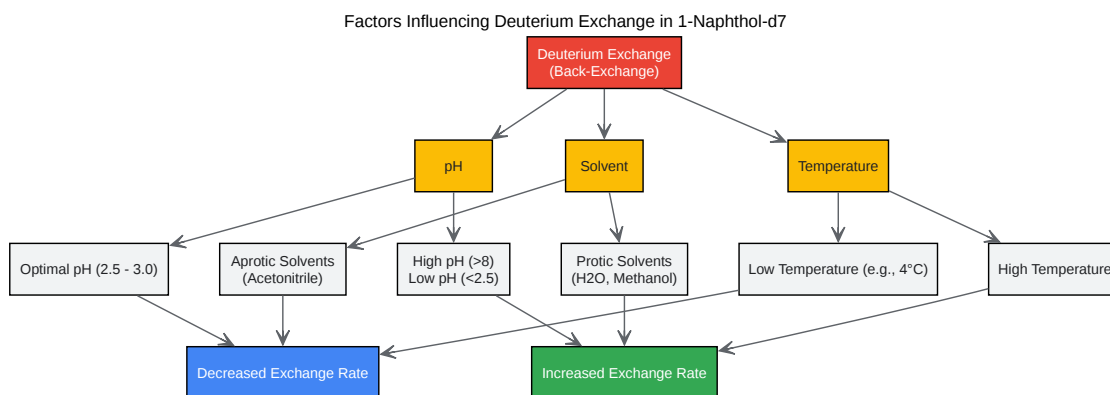 Factors Influencing Deuterium Exchange in 1-Naphthol-d7
Deuterium Exchange
(Back-Exchange)
pH
Solvent
Temperature
Optimal pH (2.5 - 3.0)
Aprotic Solvents
(Acetonitrile)
High pH (>8)
Low pH (<2.5)
Protic Solvents
(H2O, Methanol)
Low Temperature (e.g., 4°C)
High Temperature
Decreased Exchange Rate
Increased Exchange Rate